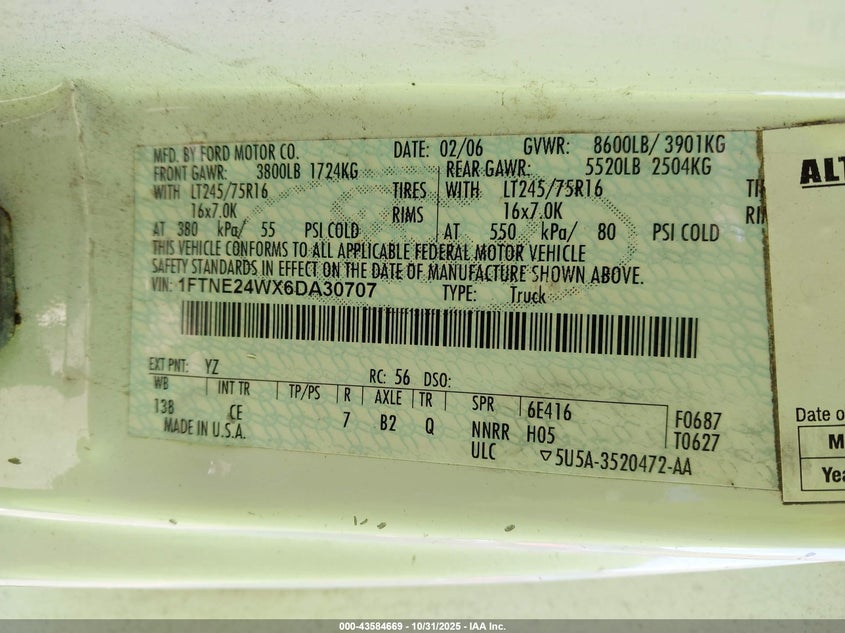 MFD. BY FORD MOTOR CO. DATE: 02/06 GVWR: 8600LB/ 3901KG
FRONT GAWR: 3800LB 1724KG REAR GAWR: 5520LB 2504KG
WITH LT245/75R16 TIRES WITH LT245/75R16
16x7.0K RIMS 16x7.0K
AT 380 kPa/ 55 PSI COLD AT 550 kPa/ 80 PSI COLD
THIS VEHICLE CONFORMS TO ALL APPLICABLE FEDERAL MOTOR VEHICLE
SAFETY STANDARDS IN EFFECT ON THE DATE OF MANUFACTURE SHOWN ABOVE.
VIN: 1FTNE24WX6DA30707 TYPE: Truck
EXT PNT: YZ RC: 56 DSO:
WB INT TR TP/PS R AXLE TR SPR 6E416 F0687
138 CE 7 B2 Q NNRR H05 T0627
MADE IN U.S.A. ULC ▽5U5A-3520472-AA
Date o
000-43584669 - 10/31/2025 - IAA Inc.